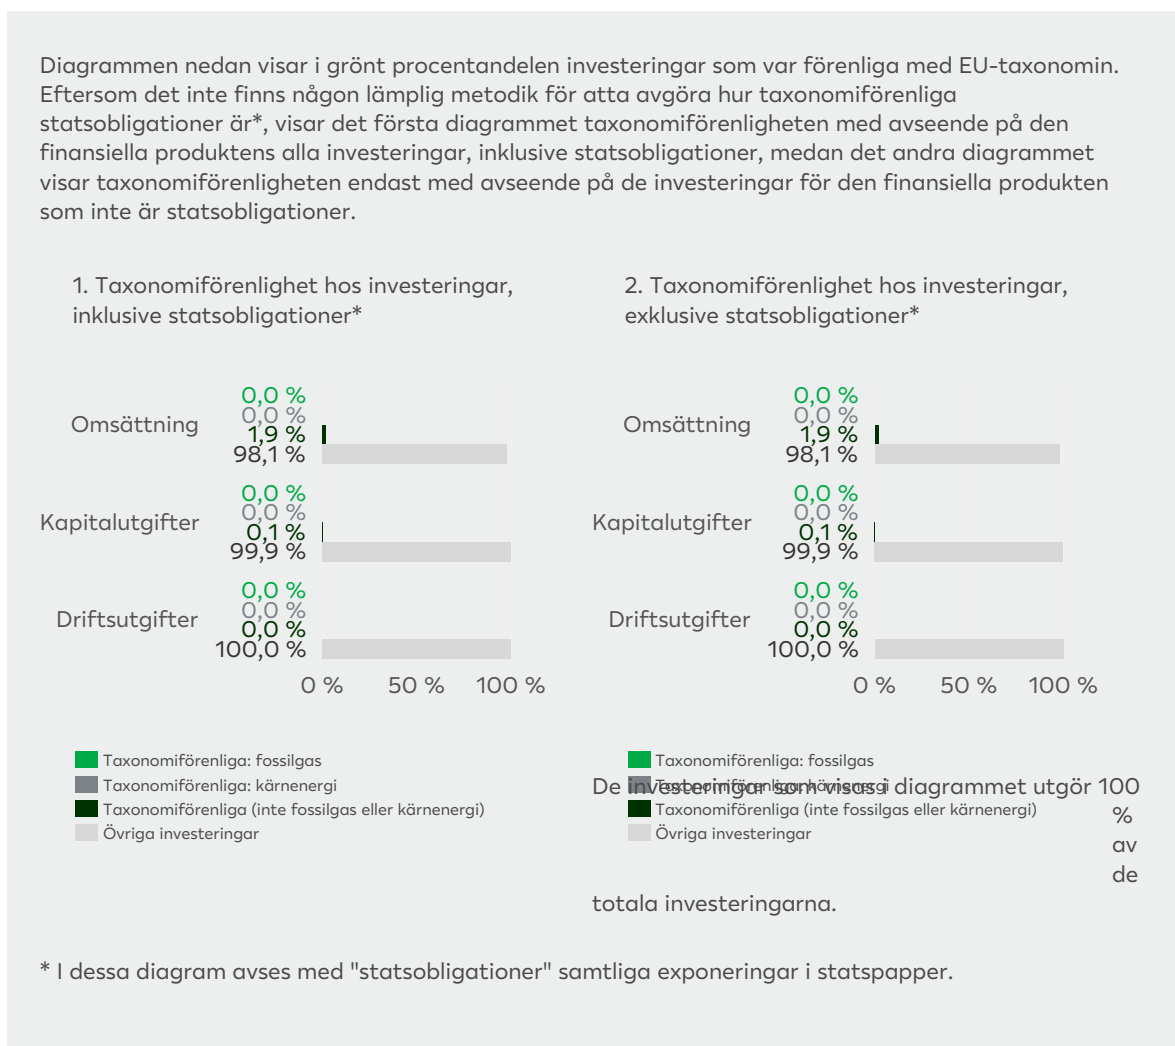 Diagrammen nedan visar i grönt procentandelen investeringar som var förenliga med EU-taxonomin.
Eftersom det inte finns någon lämplig metodik för atta avgöra hur taxonomiförenliga
statsobligationer är*, visar det första diagrammet taxonomiförenligheten med avseende på den
finansiella produktens alla investeringar, inklusive statsobligationer, medan det andra diagrammet
visar taxonomiförenligheten endast med avseende på de investeringar för den finansiella produkten
som inte är statsobligationer.
1. Taxonomiförenlighet hos investeringar,
inklusive statsobligationer*
Omsättning
0,0 %
0,0 %
1,9 %
98,1 %
Kapitalutgifter
0,0 %
0,0 %
0,1 %
99,9 %
Driftsutgifter
0,0 %
0,0 %
0,0 %
100,0 %
0 % 50 % 100 %
Taxonomiförenliga: fossilgas
Taxonomiförenliga: kärnenergi
Taxonomiförenliga (inte fossilgas eller kärnenergi)
Övriga investeringar
2. Taxonomiförenlighet hos investeringar,
exklusive statsobligationer*
Omsättning
0,0 %
0,0 %
1,9 %
98,1 %
Kapitalutgifter
0,0 %
0,0 %
0,1 %
99,9 %
Driftsutgifter
0,0 %
0,0 %
0,0 %
100,0 %
0 % 50 % 100 %
Taxonomiförenliga: fossilgas
Taxonomiförenliga: kärnenergi
Taxonomiförenliga (inte fossilgas eller kärnenergi)
Övriga investeringar
De investeringar som visas i diagrammet utgör 100
%
av
de
totala investeringarna.
* I dessa diagram avses med "statsobligationer" samtliga exponeringar i statspapper.